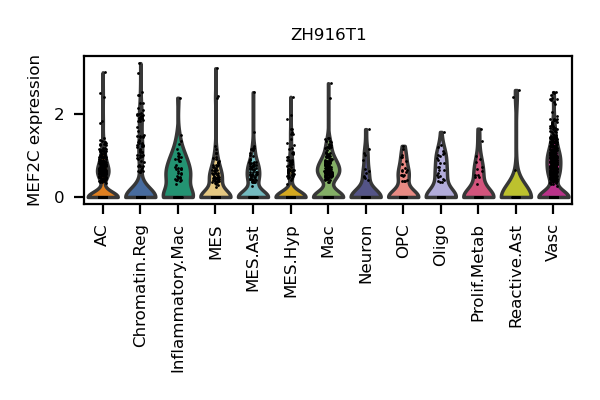 ZH916T1
MEF2C expression
2
0
AC
Chromatin.Reg
Inflammatory.Mac
MES
MES.Ast
MES.Hyp
Mac
Neuron
OPC
Oligo
Prolif.Metab
Reactive.Ast
Vasc